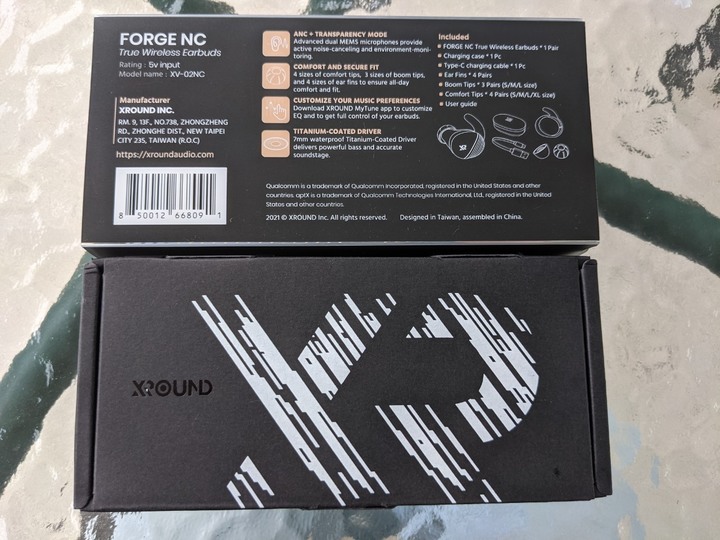 FORGE NC
True Wireless Earbuds
Rating : 5v input
Model name : XV-02NC
Manufacturer
XROUND INC.
RM. 9, 13F., NO.738, ZHONGZHENG
RD., ZHONGHE DIST., NEW TAIPEI
CITY 235, TAIWAN (R.O.C)
https://xroundaudio.com
8 50012 66809 1
ANC + TRANSPARENCY MODE
Advanced dual MEMS microphones provide
active noise-canceling and environment-moni-
toring.
COMFORT AND SECURE FIT
4 sizes of comfort tips, 3 sizes of boom tips,
and 4 sizes of ear fins to ensure all-day
comfort and fit.
CUSTOMIZE YOUR MUSIC PREFERENCES
Download XROUND MyTune app to customize
EQ and to get full control of your earbuds.
TITANIUM-COATED DRIVER
7mm waterproof Titanium-Coated Driver
delivers powerful bass and accurate
soundstage.
Included
FORGE NC True Wireless Earbuds * 1 Pair
Charging case * 1 Pc
Type-C charging cable * 1 Pc
Ear Fins * 4 Pairs
Boom Tips * 3 Pairs (S/M/L size)
Comfort Tips * 4 Pairs (S/M/L/XL size)
User guide
Qualcomm is a trademark of Qualcomm Incorporated, registered in the United States and other
countries. aptX is a trademark of Qualcomm Technologies International, Ltd., registered in the United
States and other countries.
2021 © XROUND Inc. All rights reserved. Designed in Taiwan, assembled in China.
XROUND